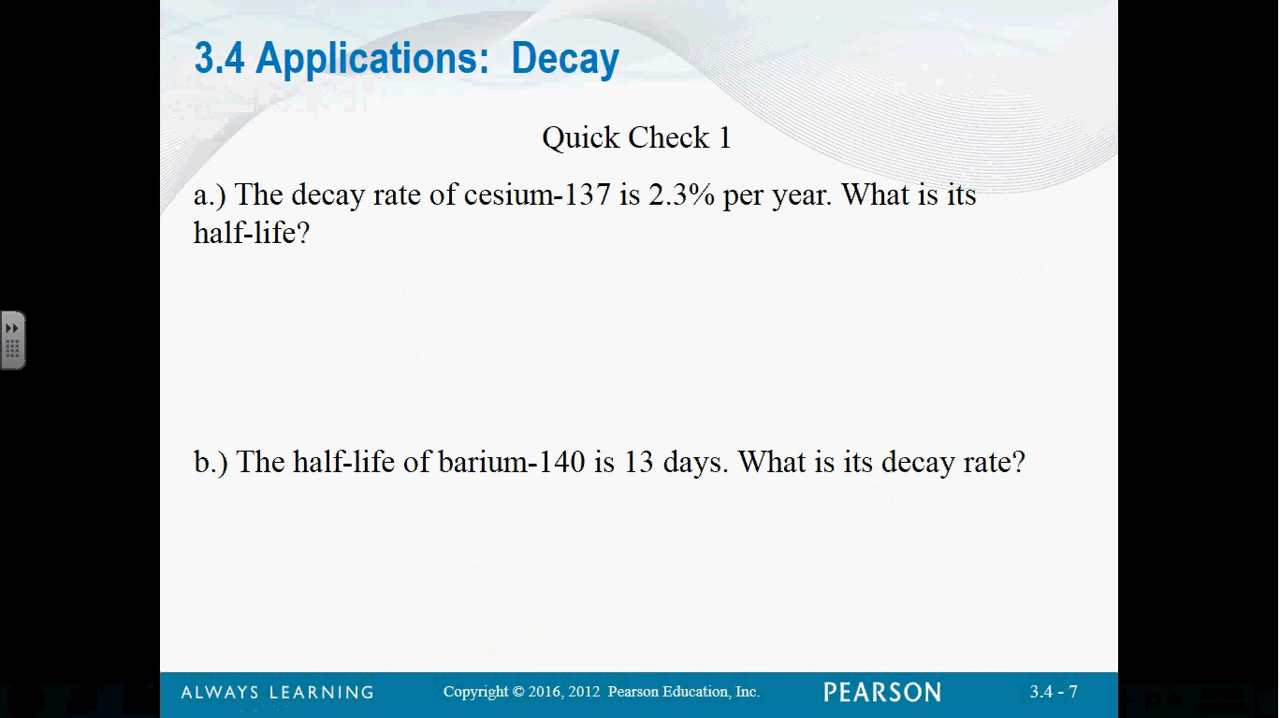 3.4 Applications: Decay
Quick Check 1
a.) The decay rate of cesium-137 is 2.3% per year. What is its
half-life?
b.) The half-life of barium-140 is 13 days. What is its decay rate?
ALWAYS LEARNING Copyright © 2016, 2012 Pearson Education, Inc. PEARSON 3.4 - 7